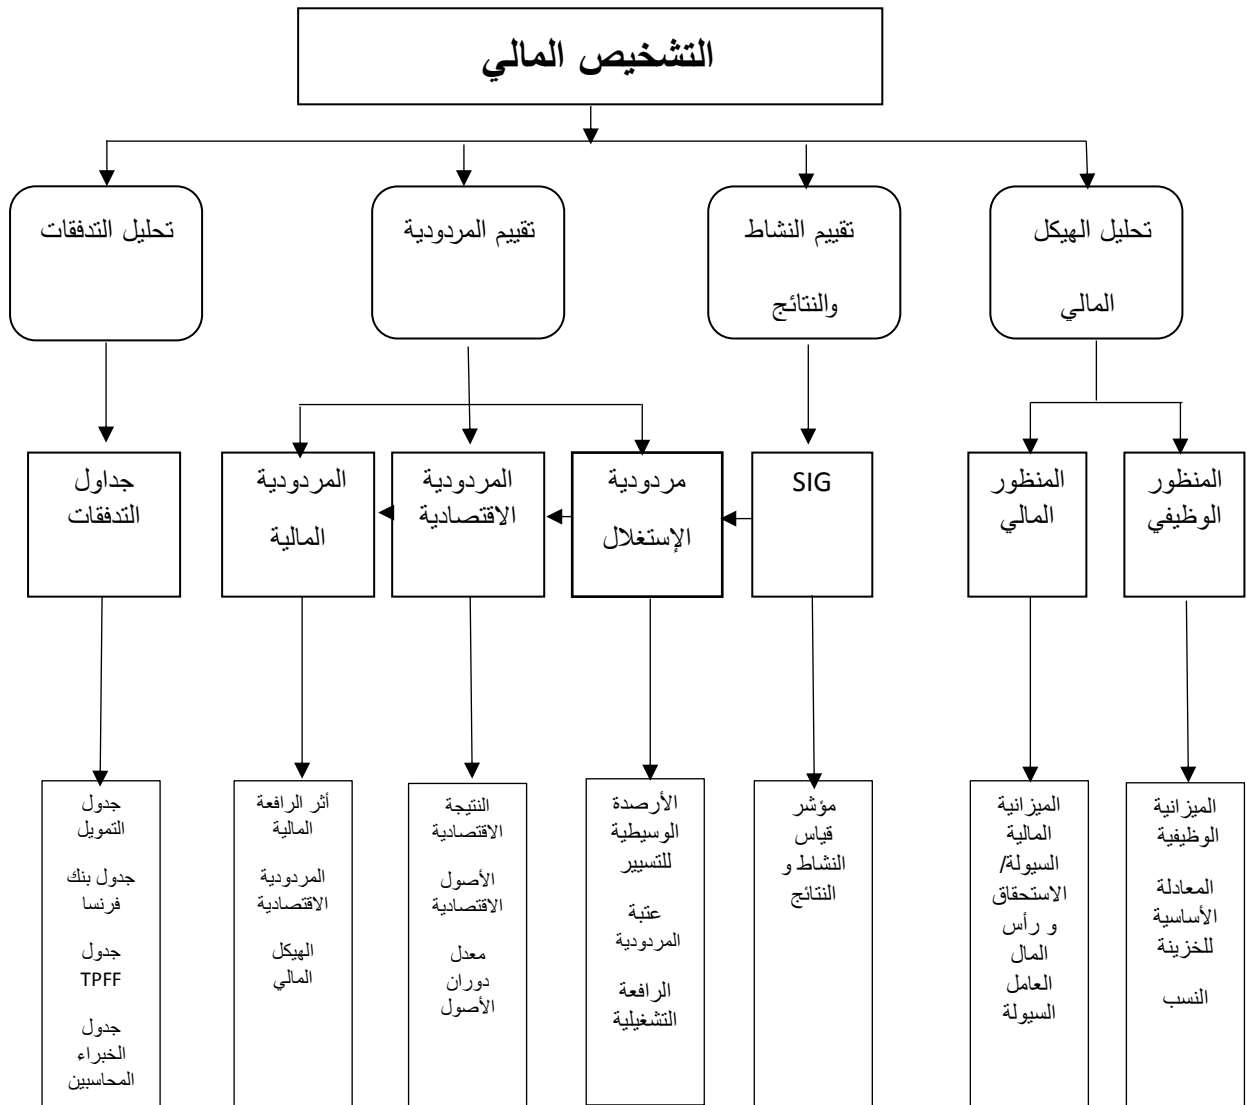 التشخيص المالي
تحليل الهيكل
المالي
تقييم النشاط
والنتائج
تقييم المردودية
تحليل التدفقات
المنظور
الوظيفي
المنظور
المالي
SIG
مردودية
الإستغلال
المردودية
الاقتصادية
المردودية
المالية
جداول
التدفقات
الميزانية
الوظيفية
المعادلة
الأساسية
للخزينة
النسب
الميزانية
المالية
السيولة/
الاستحقاق
و رأس
المال
العامل
السيولة
مؤشر
قياس
النشاط و
النتائج
الأرصدة
الوسيطية
للتسيير
عتبة
المردودية
الرافعة
التشغيلية
النتيجة
الاقتصادية
الأصول
الاقتصادية
معدل
دوران
الأصول
أثر الرافعة
المالية
المردودية
الاقتصادية
الهيكل
المالي
جدول
التمويل
جدول بنك
فرنسا
جدول
TPFF
جدول
الخبراء
المحاسبين